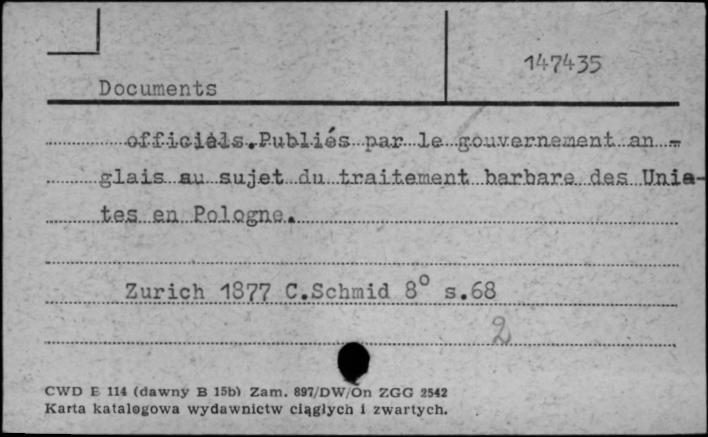 147435
Documents
officièls.Publiés par le gouvernement an -
glais au sujet du traitement barbare des Unia-
tes en Pologne.
Zurich 1877 C.Schmid 8° s.68
2
CWD E 114 (dawny B 15b) Zam. 897/DW/On ZGG 2542
Karta katalogowa wydawnictw ciągłych i zwartych.